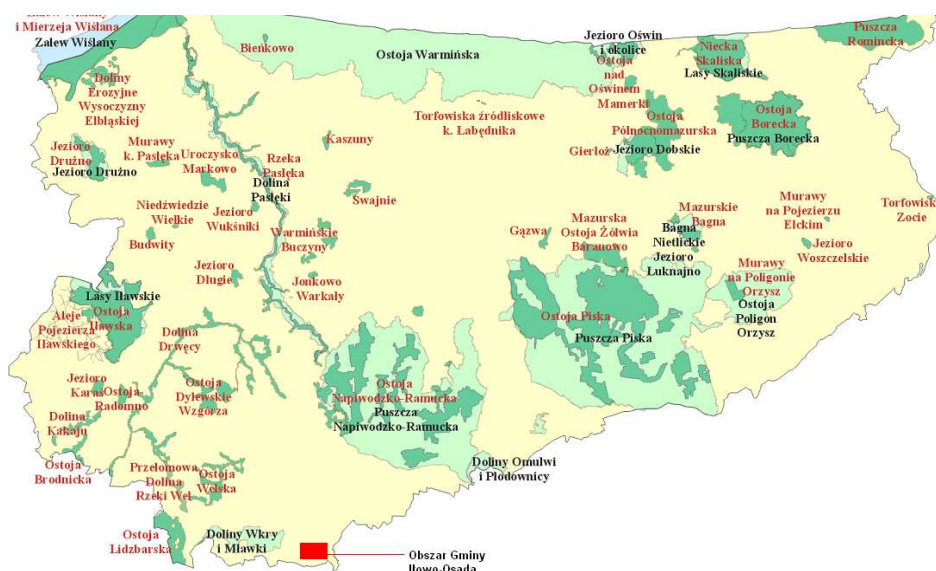 Zalew Wiślany
i Mierzeja Wiślana
Zalew Wiślany
Bieńkowo
Ostoja Warmińska
Jezioro Oświn
i okolice
Ostoja
nad
Oświnem
Mamerki
Niecka
Skaliska
Lasy Skaliskie
Puszcza
Romincka
Doliny
Erozyjne
Wysoczyzny
Elbląskiej
Torfowiska źródliskowe
k. Łabędnika
Ostoja
Północnomazurska
Gierłoż
Jezioro Dobskie
Ostoja
Borecka
Puszcza Borecka
Jezioro
Drużno
Jezioro Drużno
Murawy
k. Pasłęka
Uroczysko
Markowo
Rzeka
Pasłęka
Dolina
Pasłęki
Kaszuny
Swajnie
Niedźwiedzie
Wielkie
Budwity
Jezioro
Wukśniki
Warmińskie
Buczyny
Jezioro
Długie
Jonkowo
Warkały
Gązwa
Mazurska
Ostoja Żółwia
Baranowo
Mazurskie
Bagna
Bagna
Nietlickie
Jezioro
Łuknajno
Murawy
na Pojezierzu
Ełckim
Jezioro
Woszczelskie
Torfowisko
Zocie
Murawy
na Poligonie
Orzysz
Ostoja
Poligon
Orzysz
Lasy Iławskie
Ostoja
Iławska
Aleje
Pojezierza
Iławskiego
Dolina
Drwęcy
Ostoja Piska
Puszcza Piska
Jezioro
Karaś
Ostoja
Radomno
Dolina
Kakaju
Ostoja
Dylewskie
Wzgórza
Ostoja
Napiwodzko-Ramucka
Puszcza
Napiwodzko-Ramucka
Ostoja
Brodnicka
Przełomowa
Dolina
Rzeki Wel
Ostoja
Welska
Doliny Omulwi
i Płodownicy
Ostoja
Lidzbarska
Doliny Wkry
i Mławki
Obszar Gminy
Iłowo-Osada